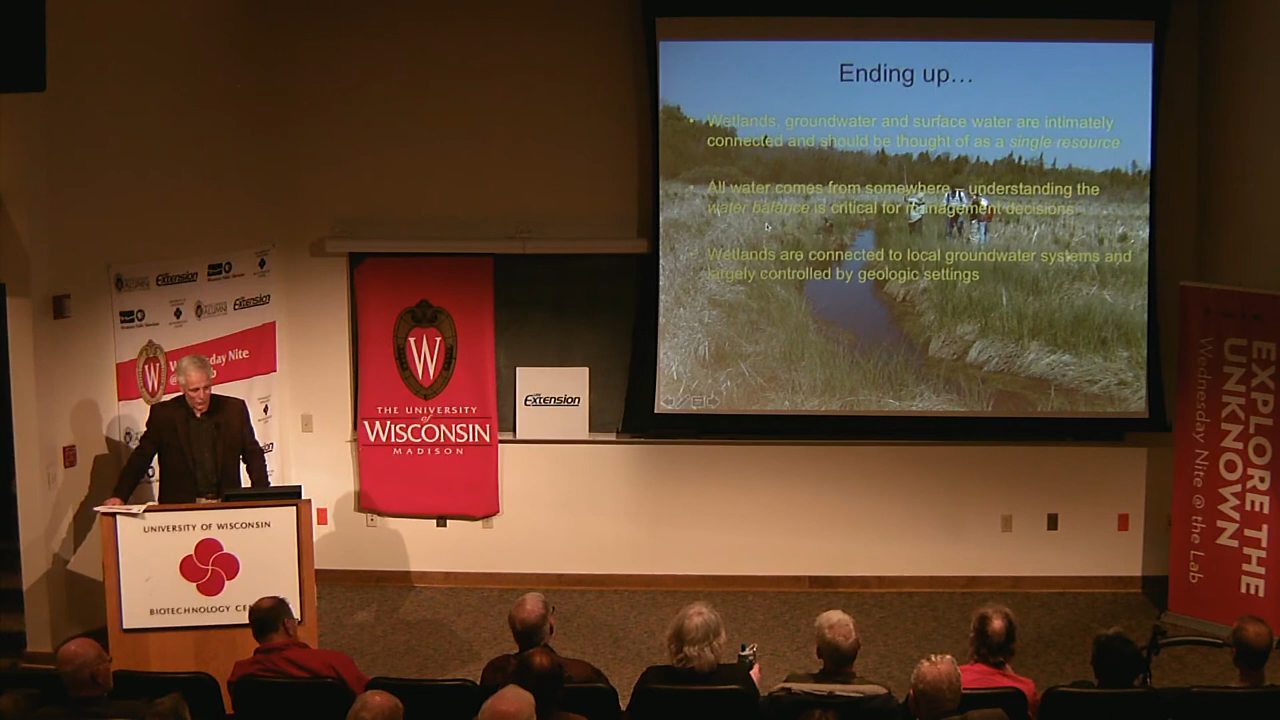 Ending up...
• Wetlands, groundwater and surface water are intimately
connected and should be thought of as a single resource
All water comes from somewhere... understanding the
water balance is critical for management decisions
Wetlands are connected to local groundwater systems and
largely controlled by geologic settings
Extension
Extension
nite @
W
THE UNIVERSITY
of
WISCONSIN
MADISON
W
Extension
UNIVERSITY OF WISCONSIN
BIOTECHNOLOGY CE
EXPLORE THE
UNKNOWN
Wednesday Nite @ the Lab